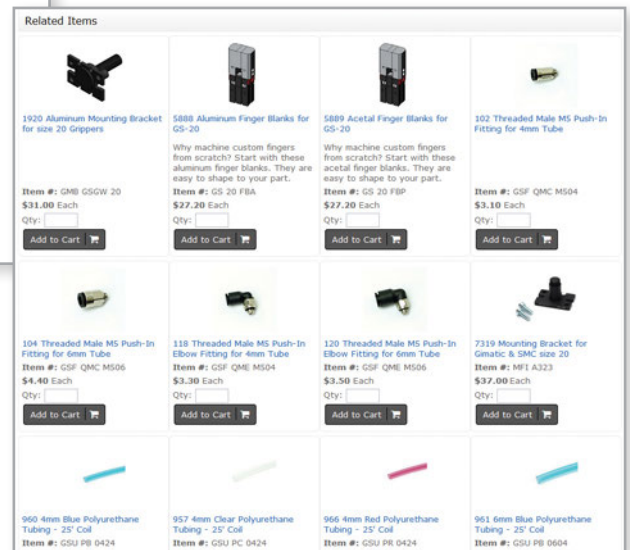 Related Items
1920 Aluminum Mounting Bracket
for size 20 Grippers
Item #: GMB GSGW 20
$31.00 Each
Qty:
Add to Cart
5888 Aluminum Finger Blanks for
GS-20
Why machine custom fingers
from scratch? Start with these
aluminum finger blanks. They are
easy to shape to your part.
Item #: GS 20 FBA
$27.20 Each
Qty:
Add to Cart
5889 Acetal Finger Blanks for
GS-20
Why machine custom fingers
from scratch? Start with these
acetal finger blanks. They are
easy to shape to your part.
Item #: GS 20 FBP
$27.20 Each
Qty:
Add to Cart
102 Threaded Male M5 Push-In
Fitting for 4mm Tube
Item #: GSF QMC M504
$3.10 Each
Qty:
Add to Cart
104 Threaded Male M5 Push-In
Fitting for 6mm Tube
Item #: GSF QMC M506
$4.40 Each
Qty:
Add to Cart
118 Threaded Male M5 Push-In
Elbow Fitting for 4mm Tube
Item #: GSF QME M504
$3.30 Each
Qty:
Add to Cart
120 Threaded Male M5 Push-In
Elbow Fitting for 6mm Tube
Item #: GSF QME M506
$3.50 Each
Qty:
Add to Cart
7319 Mounting Bracket for
Gimatic & SMC size 20
Item #: MFI A323
$37.00 Each
Qty:
Add to Cart
960 4mm Blue Polyurethane
Tubing - 25' Coil
Item #: GSU PB 0424
957 4mm Clear Polyurethane
Tubing - 25' Coil
Item #: GSU PC 0424
966 4mm Red Polyurethane
Tubing - 25' Coil
Item #: GSU PR 0424
961 6mm Blue Polyurethane
Tubing - 25' Coil
Item #: GSU PB 0604